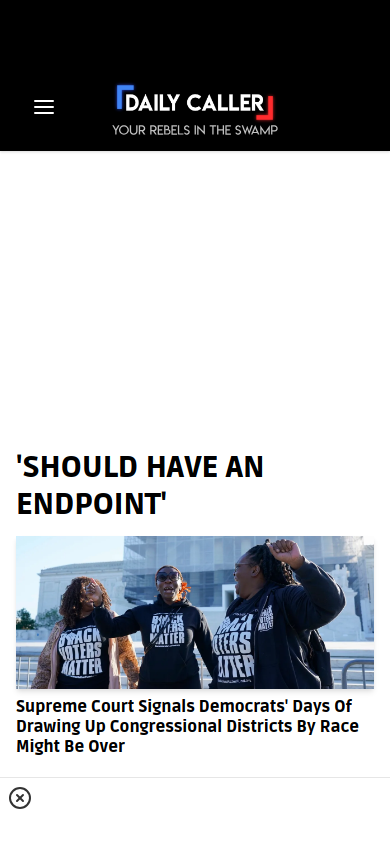 DAILY CALLER
YOUR REBELS IN THE SWAMP
'SHOULD HAVE AN
ENDPOINT'
BLACK
VOTERS
MATTER
BLACK
VOTERS
MATTER
BLACK
VOTERS
MATTER
Supreme Court Signals Democrats' Days Of
Drawing Up Congressional Districts By Race
Might Be Over